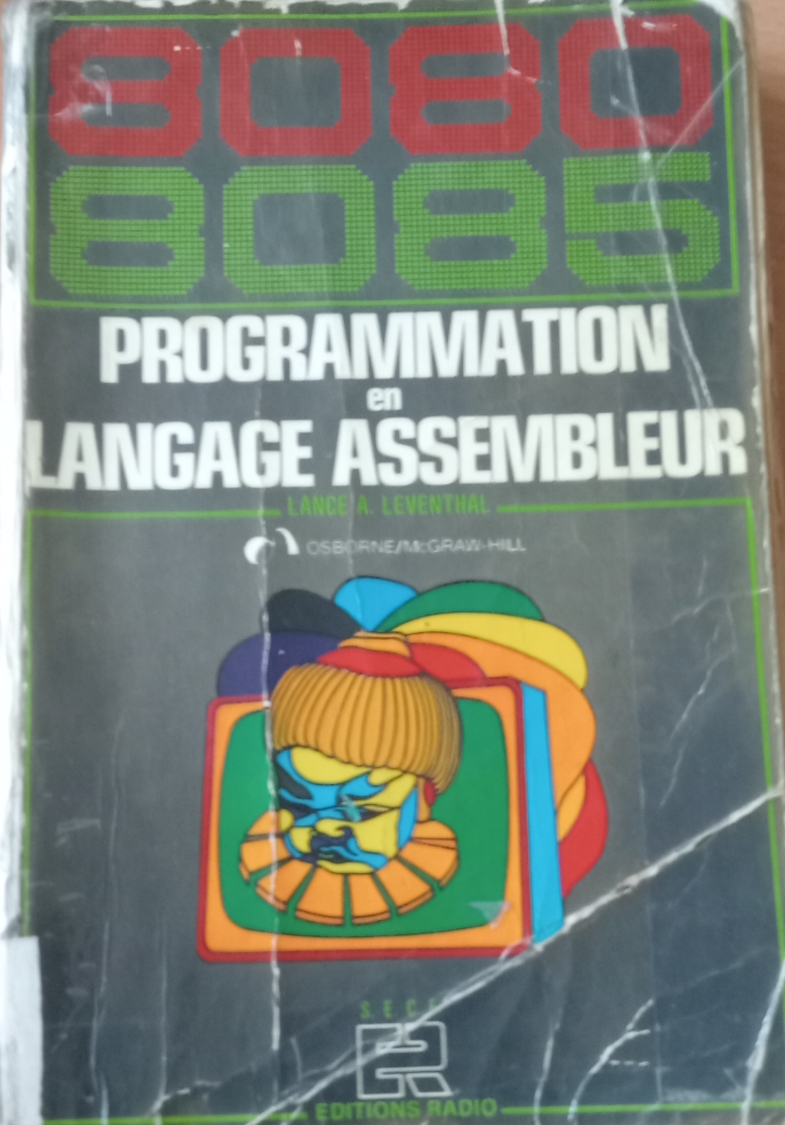 8080
8085
PROGRAMMATION
en
LANGAGE ASSEMBLEUR
LANCE A. LEVENTHAL
OSBORNE/McGRAW-HILL
EDITIONS RADIO